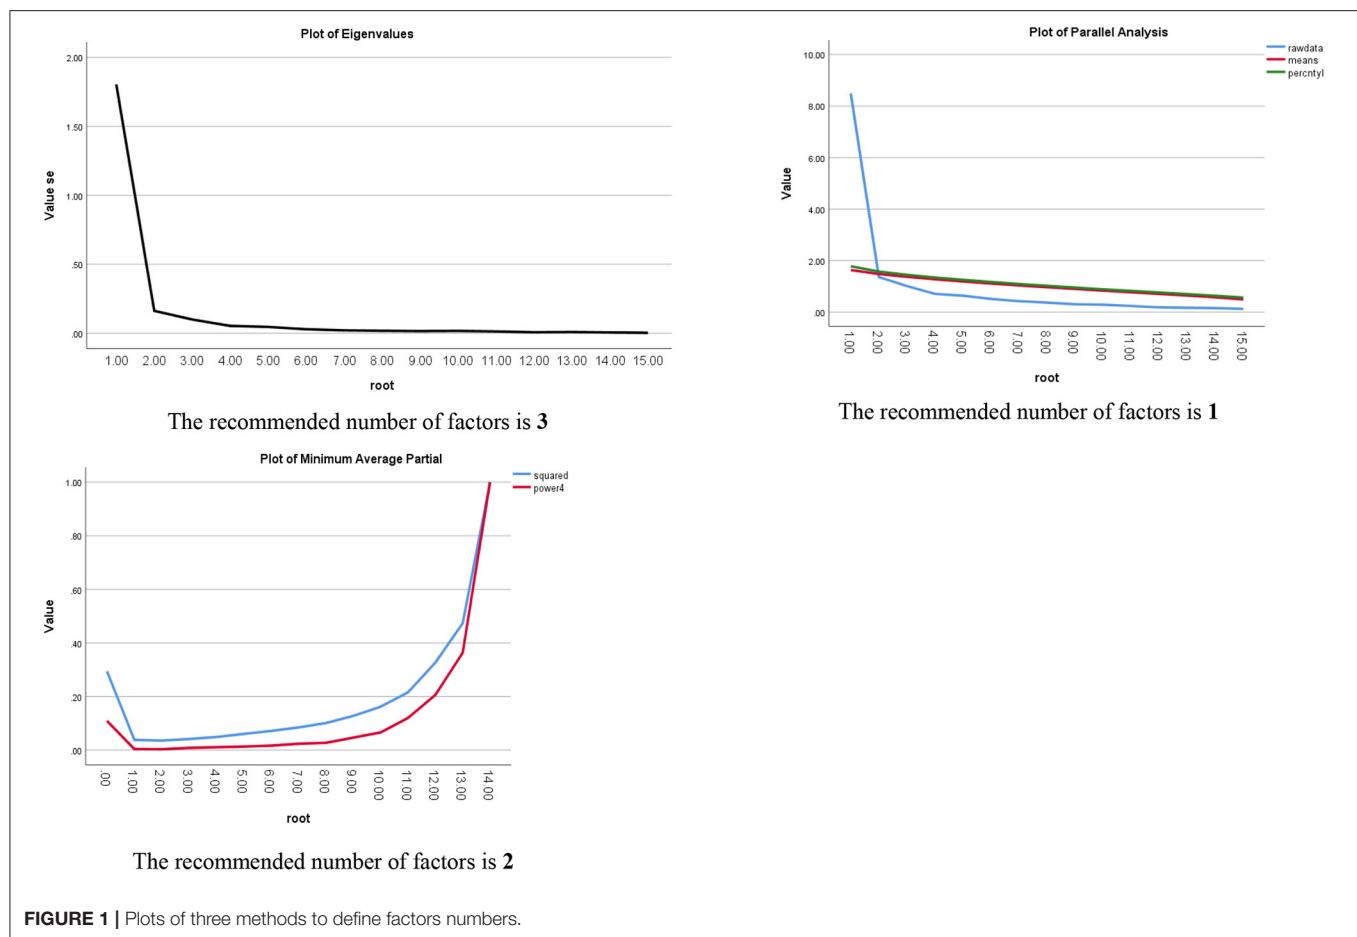 Plot of Eigenvalues
2.00
1.50
1.00
.50
.00
Value se
1.00 2.00 3.00 4.00 5.00 6.00 7.00 8.00 9.00 10.00 11.00 12.00 13.00 14.00 15.00
root
The recommended number of factors is 3
Plot of Parallel Analysis
rawdata
means
percntyl
10.00
8.00
6.00
4.00
2.00
.00
Value
1.00 2.00 3.00 4.00 5.00 6.00 7.00 8.00 9.00 10.00 11.00 12.00 13.00 14.00 15.00
root
The recommended number of factors is 1
Plot of Minimum Average Partial
squared
power4
1.00
.80
.60
.40
.20
.00
Value
.00 1.00 2.00 3.00 4.00 5.00 6.00 7.00 8.00 9.00 10.00 11.00 12.00 13.00 14.00
root
The recommended number of factors is 2
FIGURE 1 | Plots of three methods to define factors numbers.